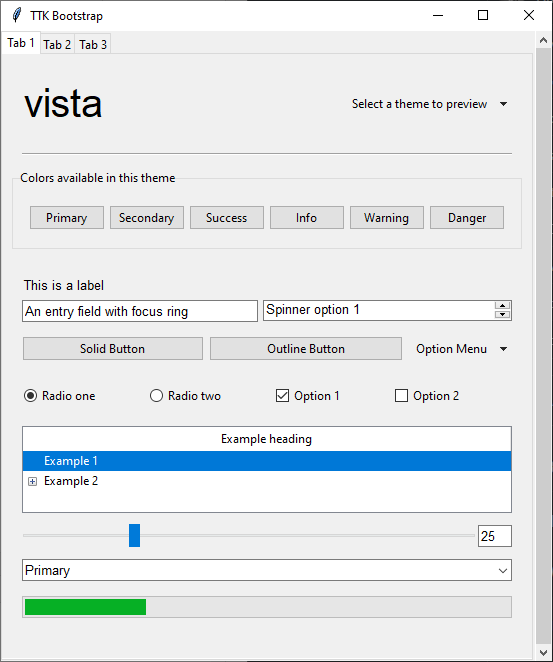 TTK Bootstrap
Tab 1 Tab 2 Tab 3
vista
Select a theme to preview
Colors available in this theme
Primary Secondary Success Info Warning Danger
This is a label
An entry field with focus ring Spinner option 1
Solid Button Outline Button Option Menu
Radio one Radio two Option 1 Option 2
Example heading
Example 1
Example 2
25
Primary